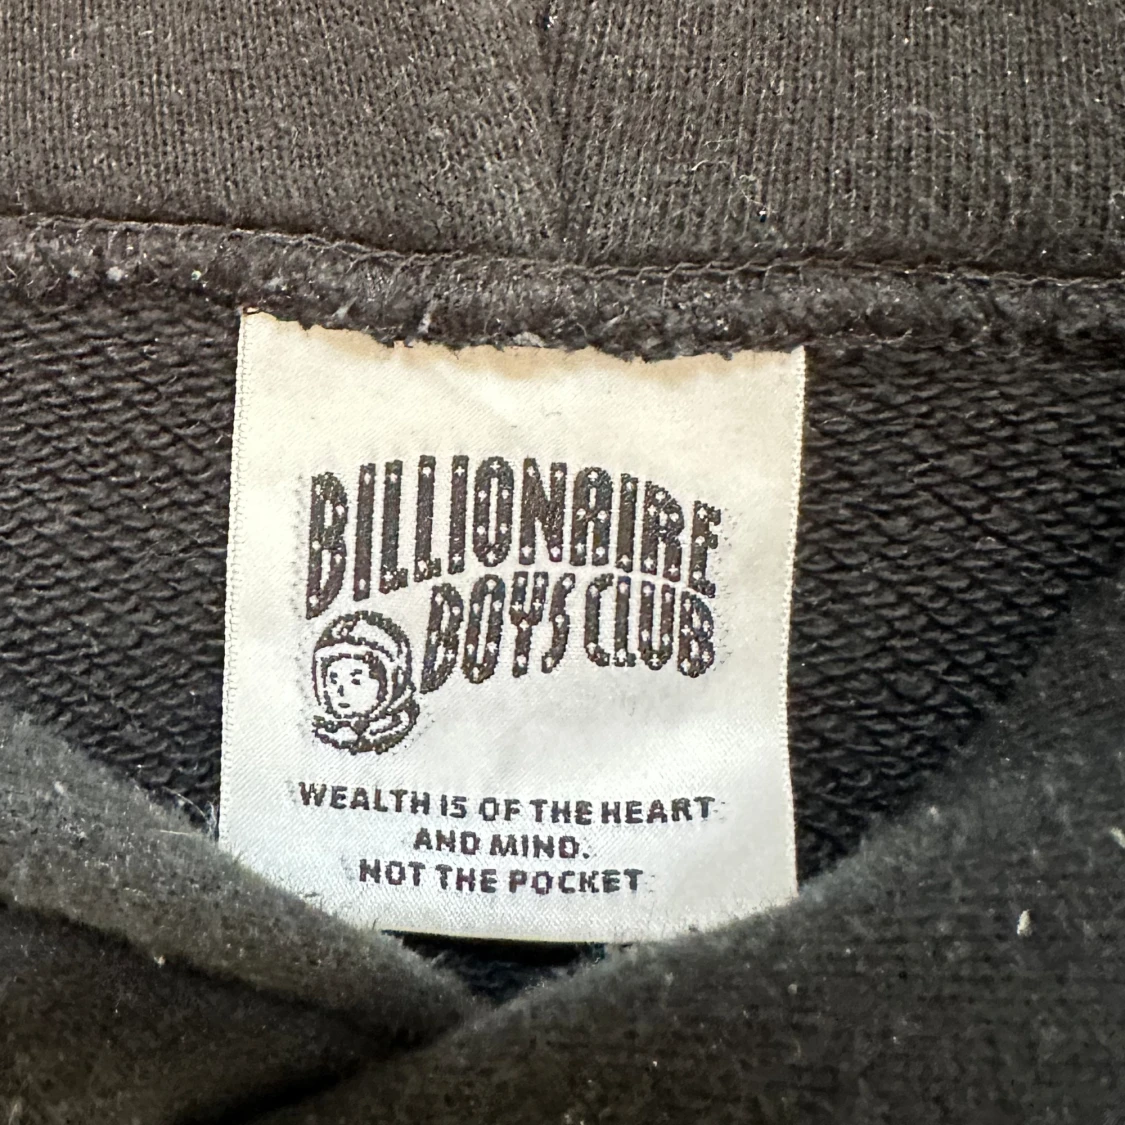 BILLIONAIRE
BOYS CLUB
WEALTH IS OF THE HEART
AND MIND.
NOT THE POCKET